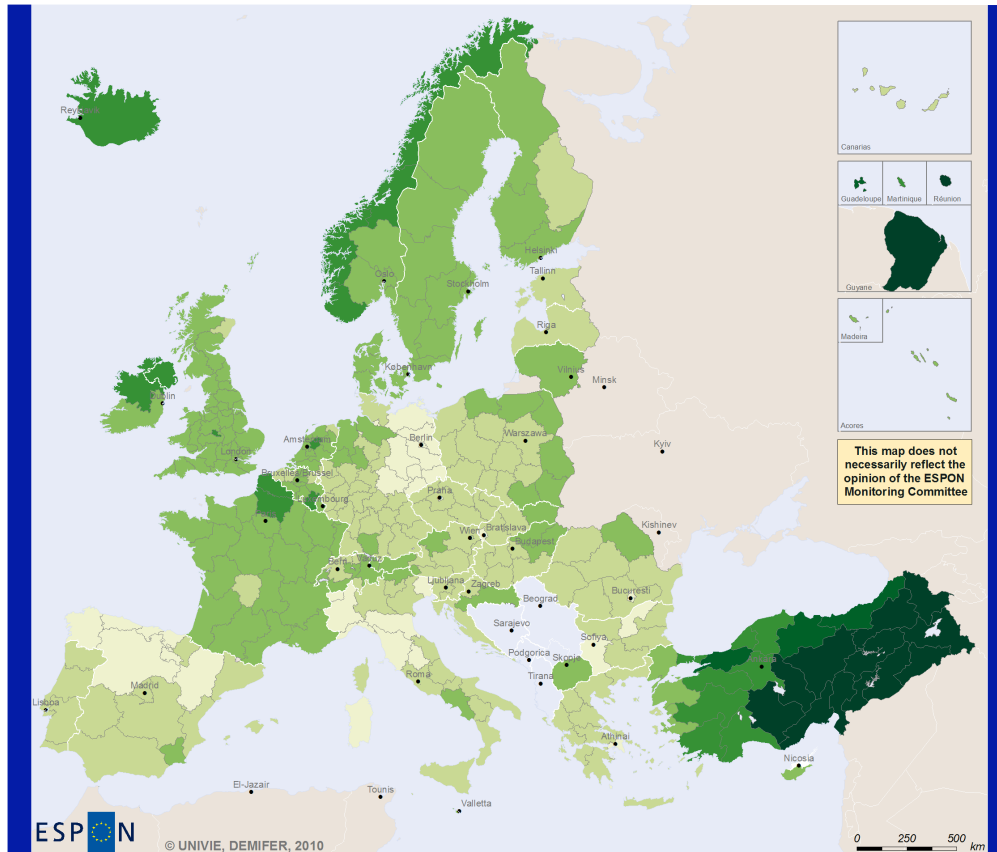 Reykjavik
Canarias
Guadeloupe
Martinique
Réunion
Guyane
Madeira
Acores
This map does not
necessarily reflect the
opinion of the ESPON
Monitoring Committee
Helsinki
Oslo
Tallinn
Stockholm
Riga
København
Vilnius
Minsk
Dublin
Amsterdam
Berlin
Warszawa
London
Kyiv
Bruxelles/Brussel
Praha
Paris
Kishinev
Wien
Bratislava
Budapest
Bern
Vaduz
Ljubljana
Zagreb
Beograd
Bucuresti
Sarajevo
Sofiya
Podgorica
Skopje
Roma
Tirana
Madrid
Lisboa
Athinai
Nicosia
El-Jazair
Tounis
Valletta
ESPON
© UNIVIE, DEMIFER, 2010
0 250 500
km